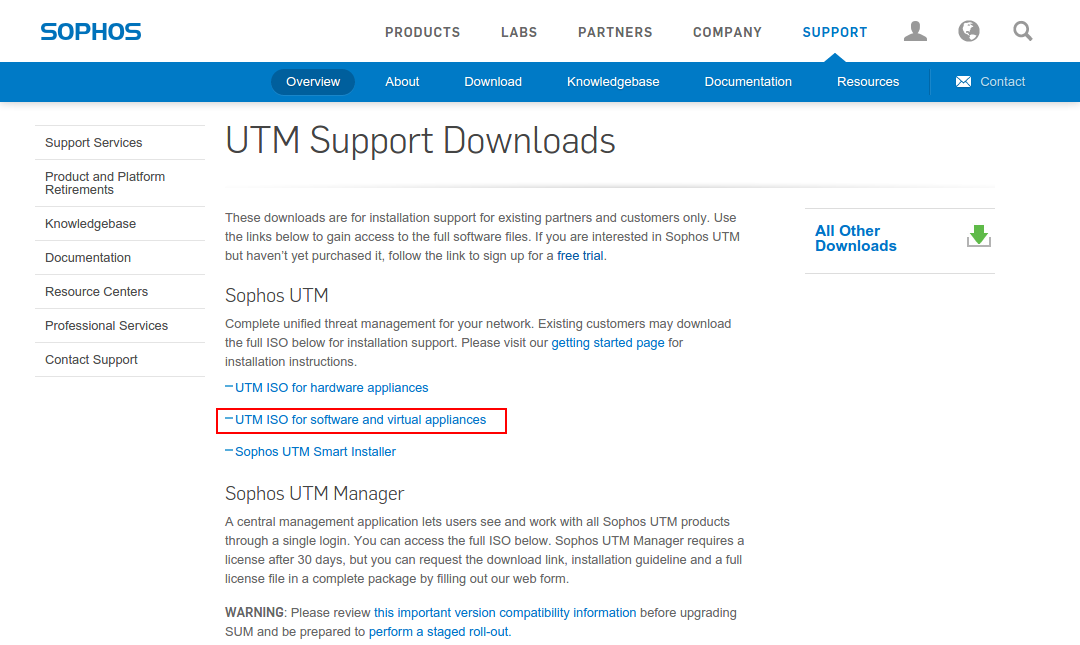 SOPHOS
PRODUCTS LABS PARTNERS COMPANY SUPPORT
Overview About Download Knowledgebase Documentation Resources Contact
Support Services
Product and Platform
Retirements
Knowledgebase
Documentation
Resource Centers
Professional Services
Contact Support
UTM Support Downloads
These downloads are for installation support for existing partners and customers only. Use
the links below to gain access to the full software files. If you are interested in Sophos UTM
but haven't yet purchased it, follow the link to sign up for a free trial.
Sophos UTM
Complete unified threat management for your network. Existing customers may download
the full ISO below for installation support. Please visit our getting started page for
installation instructions.
UTM ISO for hardware appliances
UTM ISO for software and virtual appliances
Sophos UTM Smart Installer
Sophos UTM Manager
A central management application lets users see and work with all Sophos UTM products
through a single login. You can access the full ISO below. Sophos UTM Manager requires a
license after 30 days, but you can request the download link, installation guideline and a full
license file in a complete package by filling out our web form.
WARNING: Please review this important version compatibility information before upgrading
SUM and be prepared to perform a staged roll-out.
All Other
Downloads